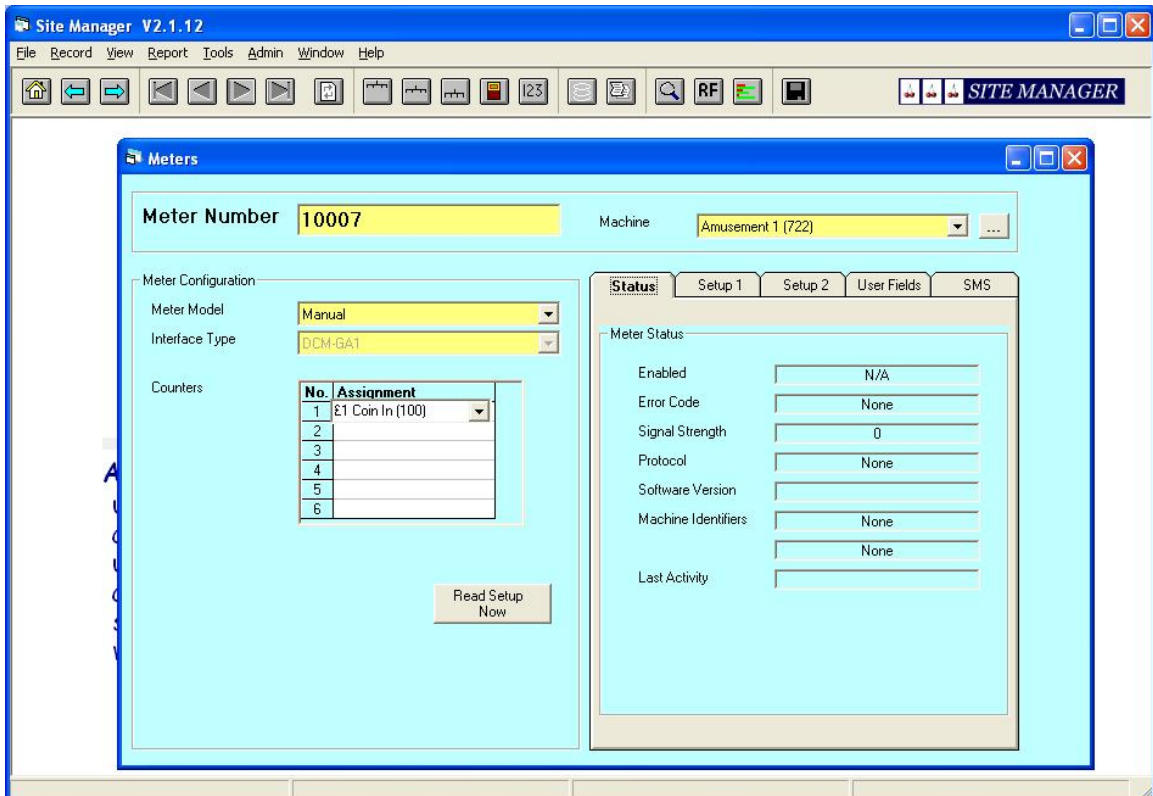 Site Manager V2.1.12
File Record View Report Tools Admin Window Help
123 RF SITE MANAGER
Meters
Meter Number 10007 Machine Amusement 1 (722) ...
Meter Configuration
Meter Model Manual
Interface Type DCM-GA1
Counters
No. Assignment
1 £1 Coin In (100)
2
3
4
5
6
Read Setup
Now
Status Setup 1 Setup 2 User Fields SMS
Meter Status
Enabled N/A
Error Code None
Signal Strength 0
Protocol None
Software Version
Machine Identifiers None
None
Last Activity
A